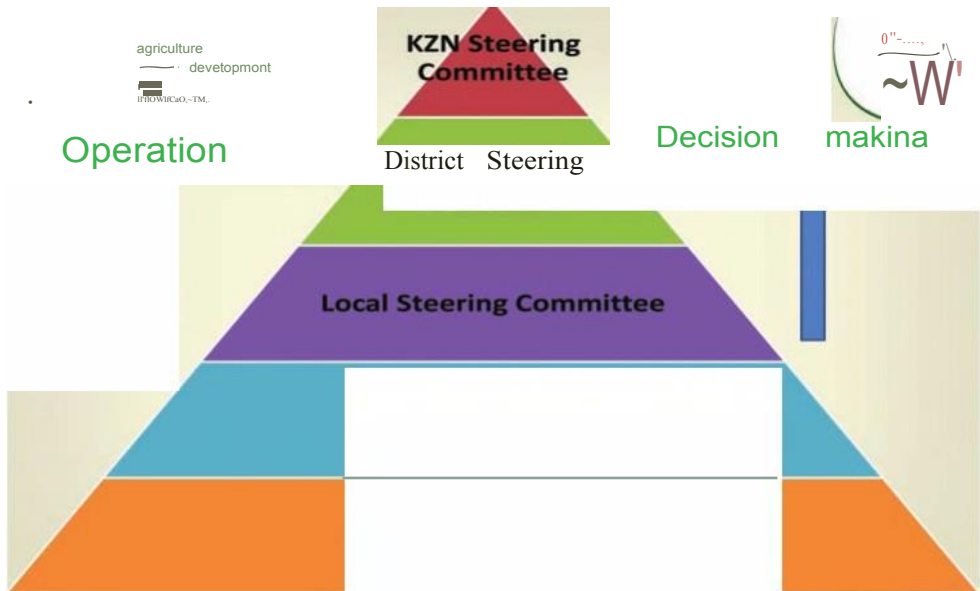 agriculture
devetopmont
KZN Steering
Committee
Operation
Decision makina
District Steering
Local Steering Committee